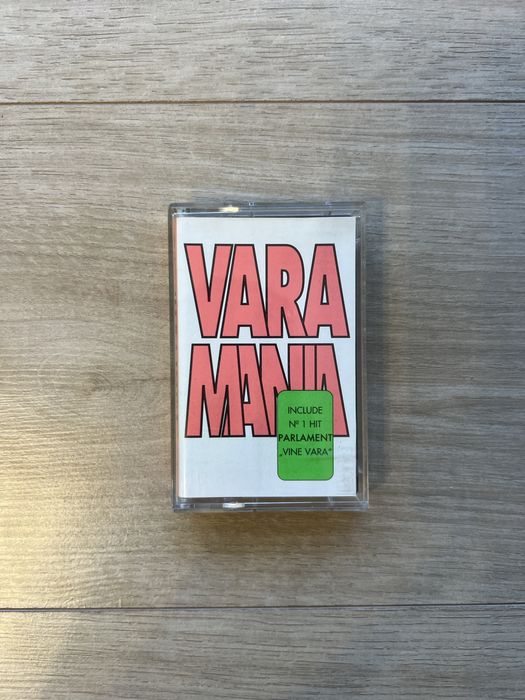 VARA
MANIA
INCLUDE
Nº 1 HIT
PARLAMENT
„VINE VARA"